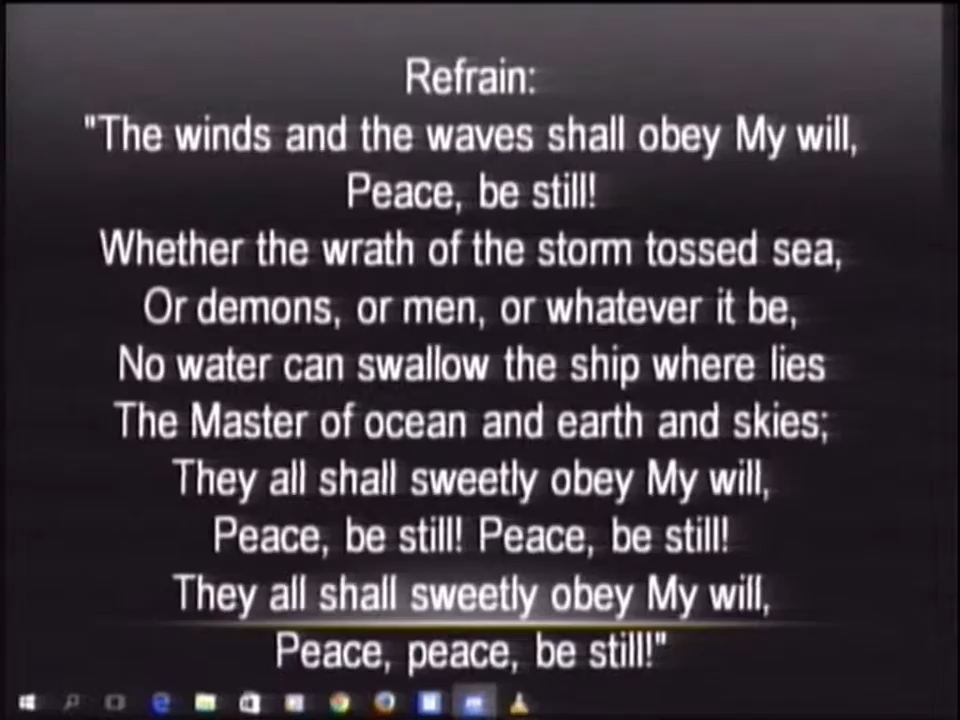 Refrain:
"The winds and the waves shall obey My will,
Peace, be still!
Whether the wrath of the storm tossed sea,
Or demons, or men, or whatever it be,
No water can swallow the ship where lies
The Master of ocean and earth and skies;
They all shall sweetly obey My will,
Peace, be still! Peace, be still!
They all shall sweetly obey My will,
Peace, peace, be still!"